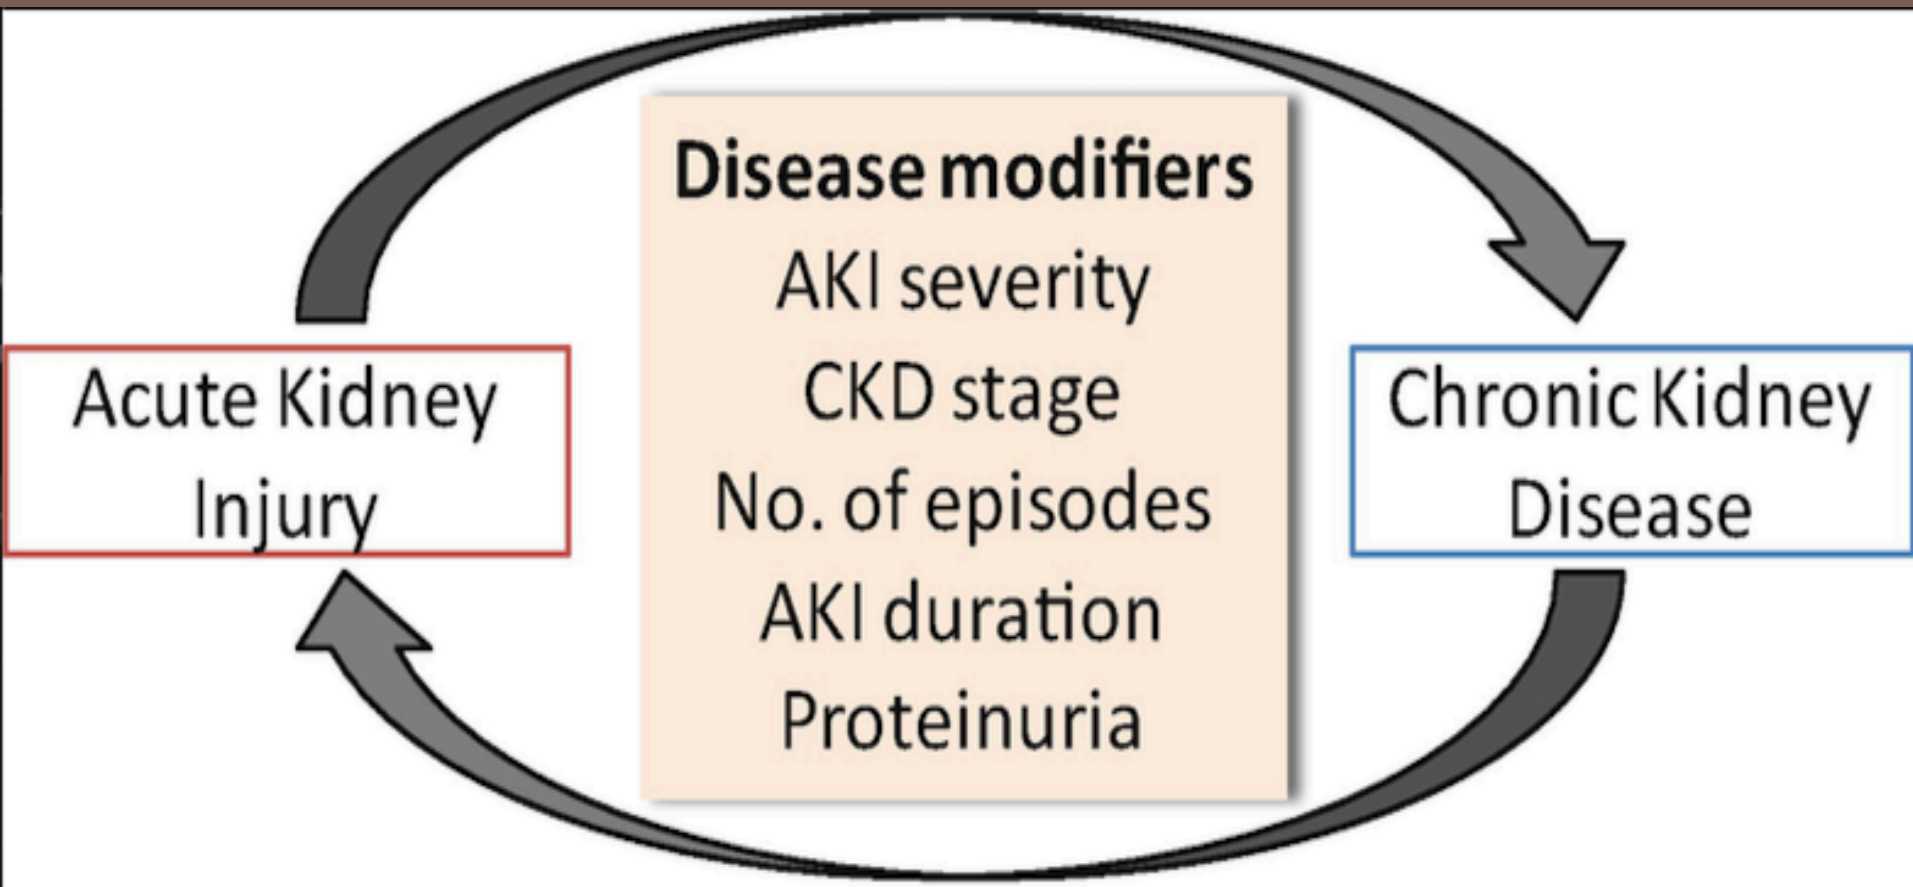 Disease modifiers
AKI severity
CKD stage
No. of episodes
AKI duration
Proteinuria
Acute Kidney
Injury
Chronic Kidney
Disease